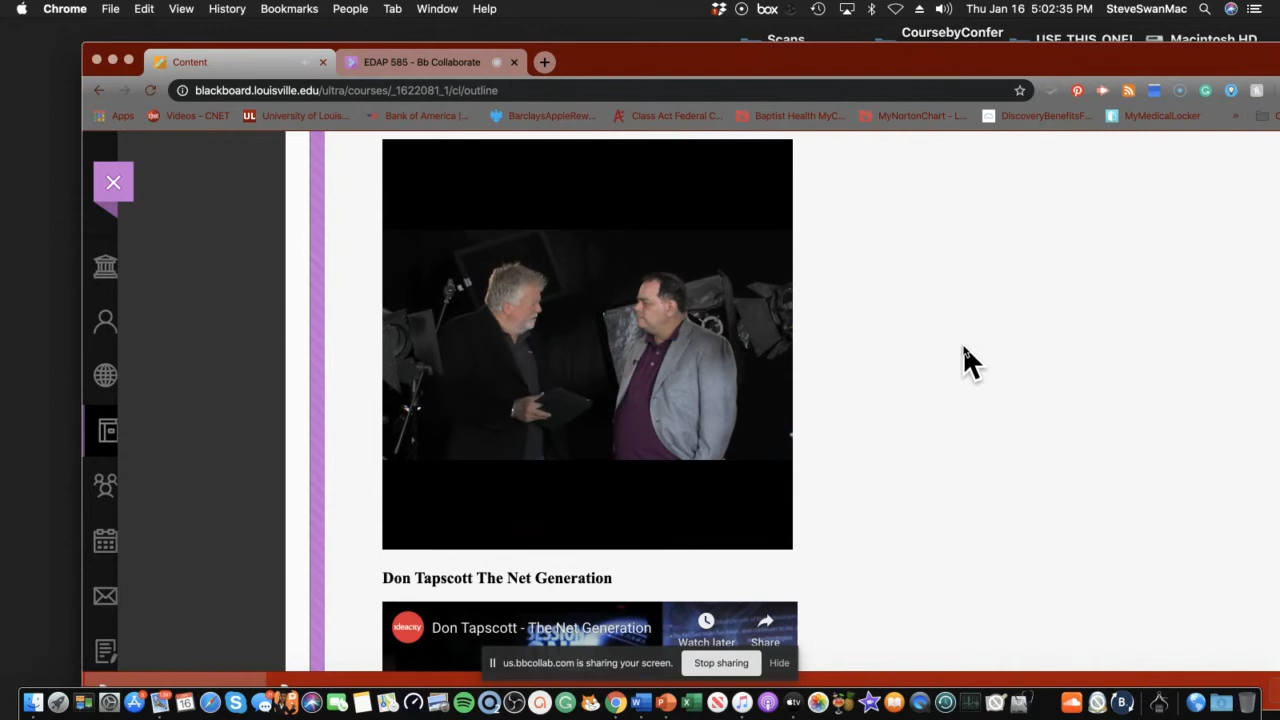 Chrome File Edit View History Bookmarks People Tab Window Help box Thu Jan 16 5:02:35 PM SteveSwanMac
Scans CoursebyConfer USE THIS ONE! Macintosh HD
Content EDAP 585 - Bb Collaborate
blackboard.louisville.edu/ultra/courses/_1622081_1/cl/outline
Apps Videos - CNET UL University of Louis... Bank of America |... BarclaysAppleRew... Class Act Federal C... Baptist Health MyC... MyNortonChart - L... DiscoveryBenefitsF... MyMedicalLocker »
Don Tapscott The Net Generation
ideacity Don Tapscott - The Net Generation
Watch later Share
us.bbcollab.com is sharing your screen. Stop sharing Hide